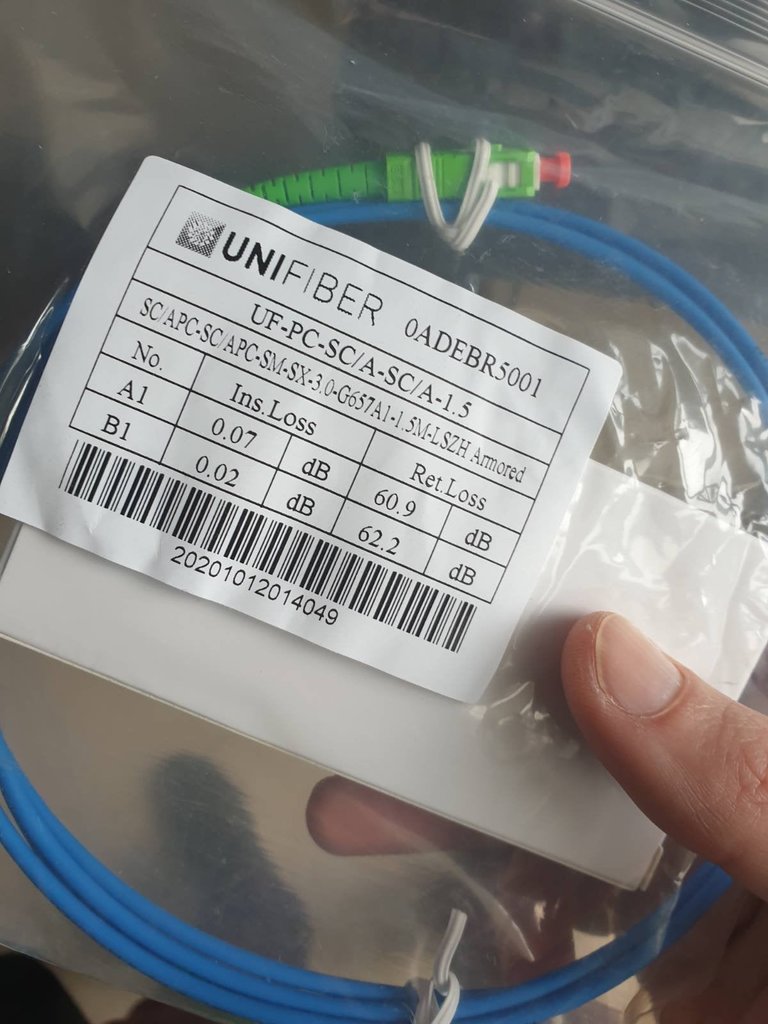 UNIFIBER 0ADEBR5001
UF-PC-SC/A-SC/A-1.5
SC/APC-SC/APC-SM-SX-3.0-G657A1-1.5M-LSZH Armored
No. Ins.Loss Ret.Loss
A1 0.07 dB 60.9 dB
B1 0.02 dB 62.2 dB
20201012014049